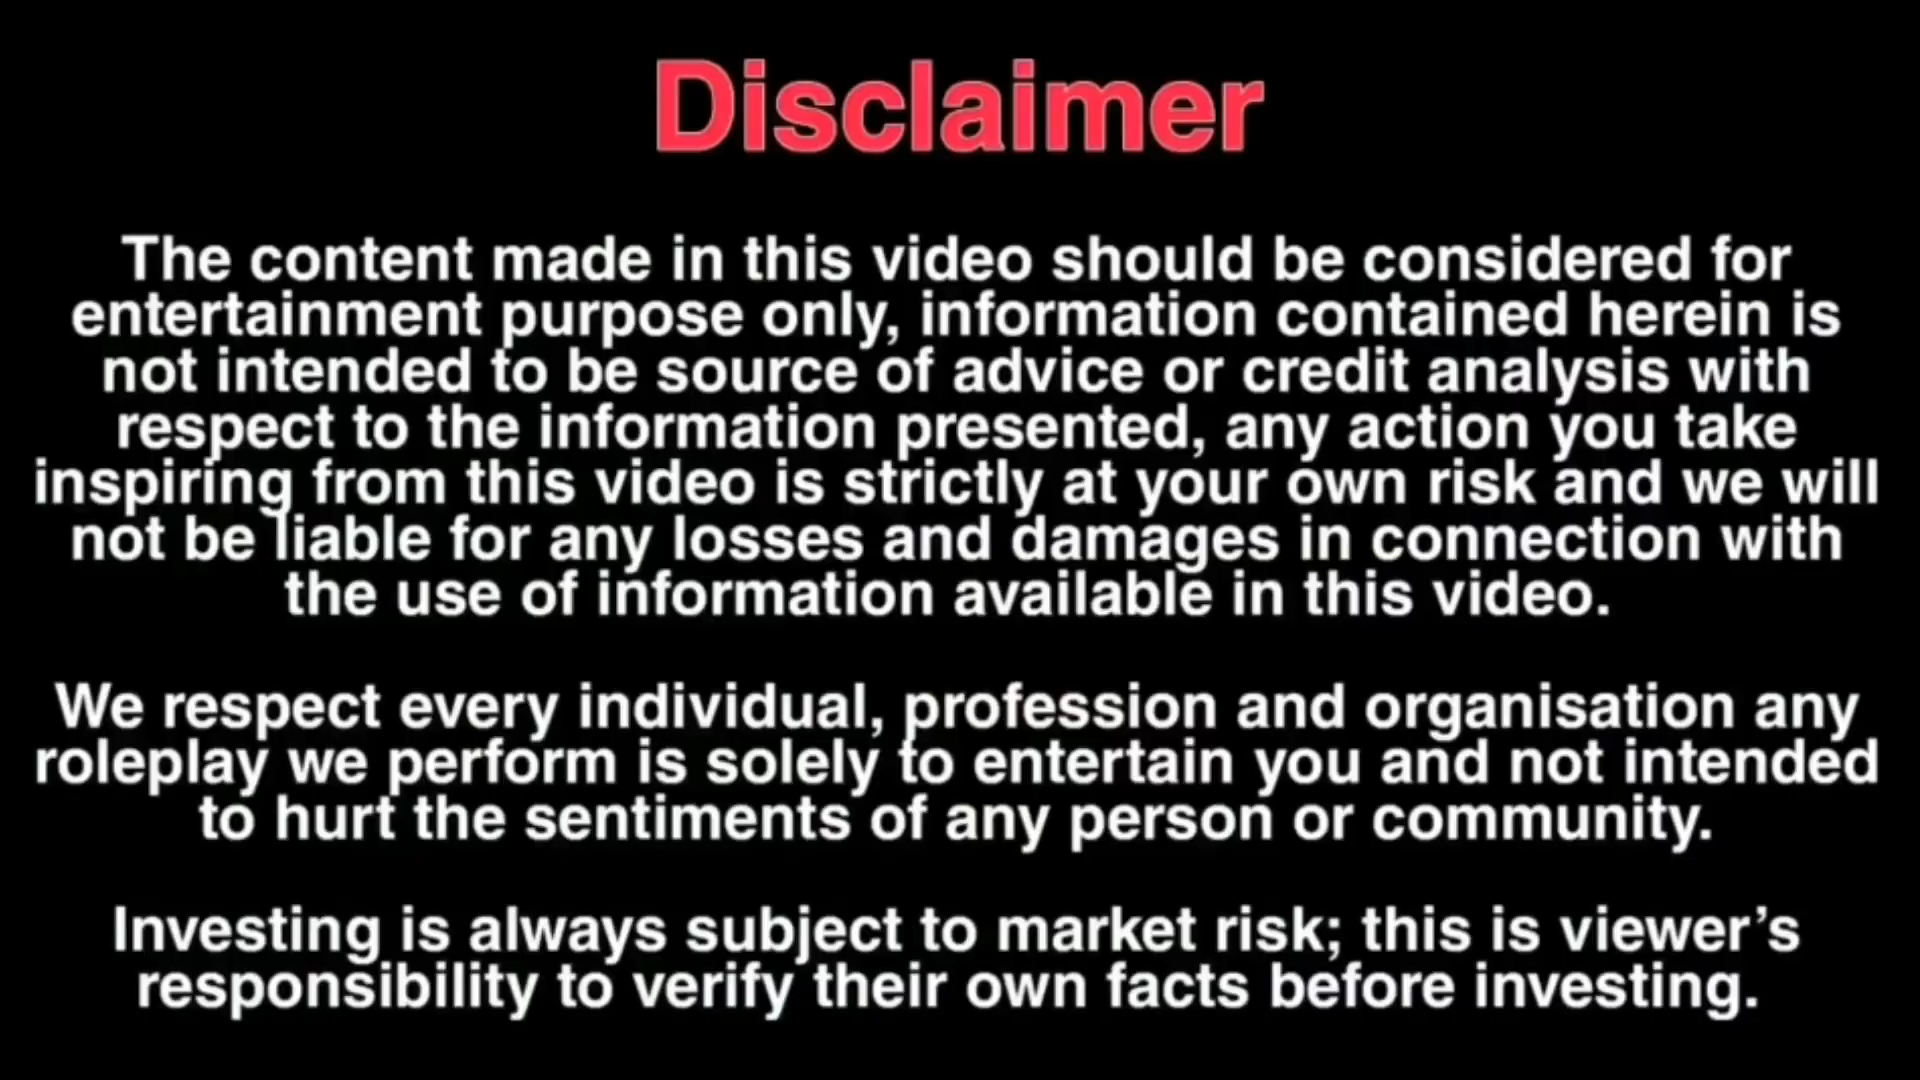 Disclaimer
The content made in this video should be considered for
entertainment purpose only, information contained herein is
not intended to be source of advice or credit analysis with
respect to the information presented, any action you take
inspiring from this video is strictly at your own risk and we will
not be liable for any losses and damages in connection with
the use of information available in this video.
We respect every individual, profession and organisation any
roleplay we perform is solely to entertain you and not intended
to hurt the sentiments of any person or community.
Investing is always subject to market risk; this is viewer’s
responsibility to verify their own facts before investing.